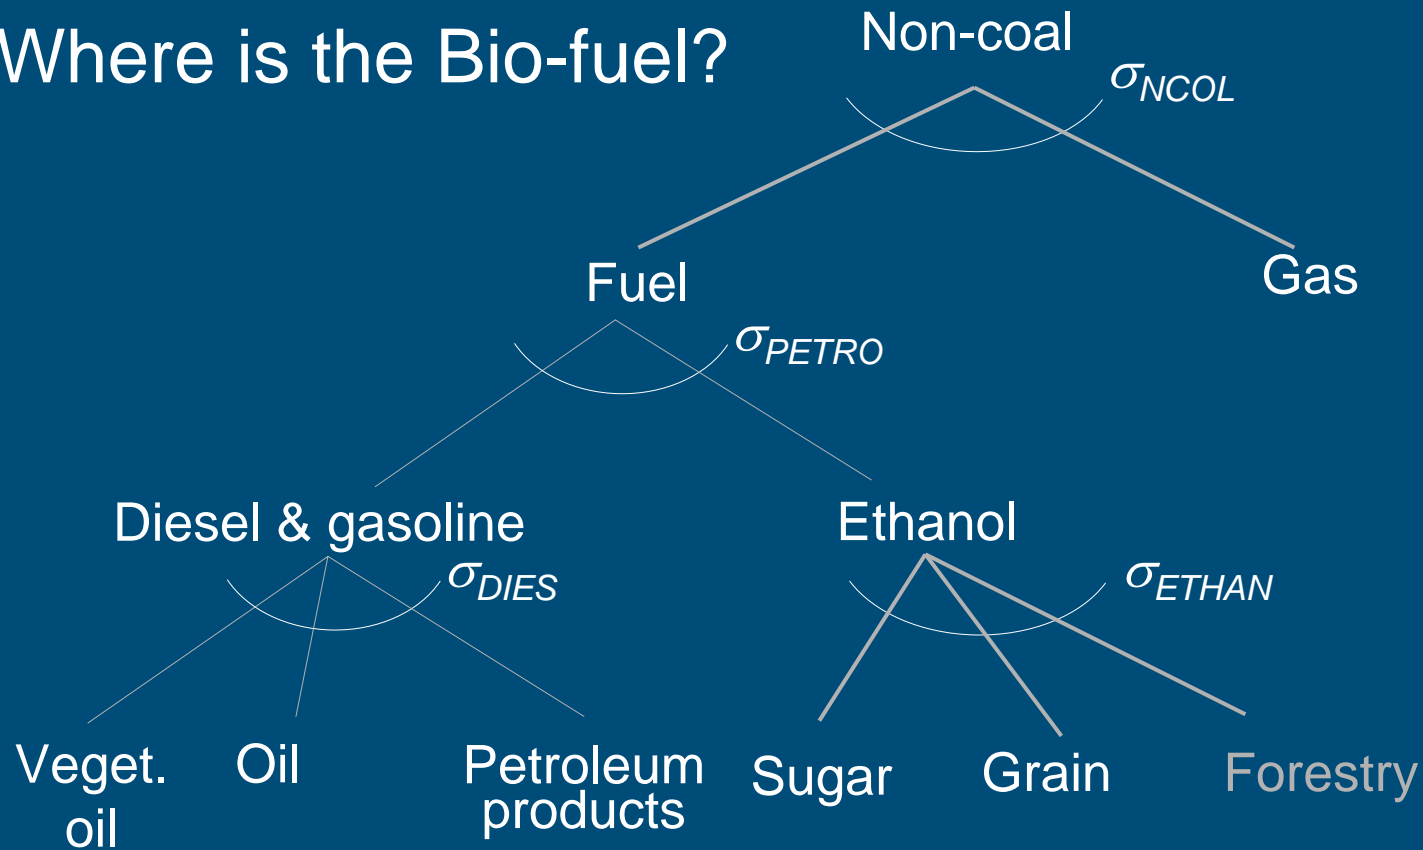 Where is the Bio-fuel?
Non-coal
σNCOL
Fuel
Gas
σPETRO
Diesel & gasoline
Ethanol
σDIES
σETHAN
Veget.
oil
Oil
Petroleum
products
Sugar
Grain
Forestry